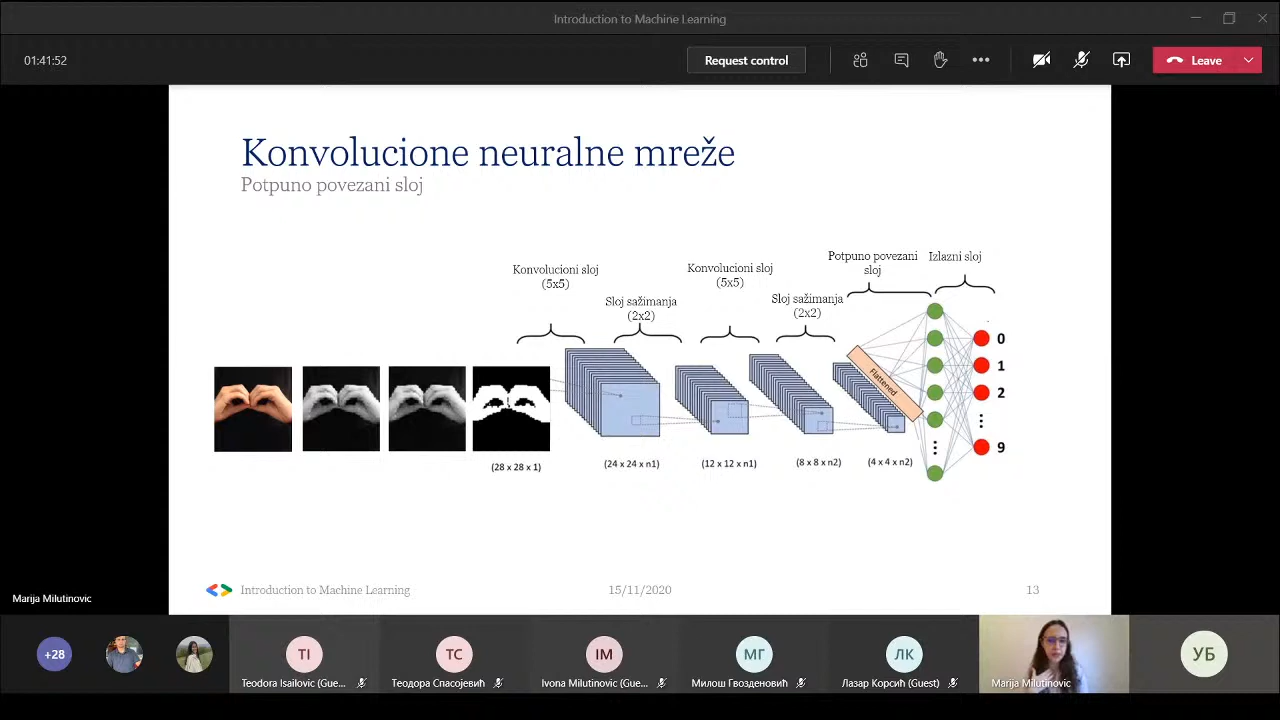 Introduction to Machine Learning
01:41:52
Request control
Leave
Konvolucione neuralne mreže
Potpuno povezani sloj
Konvolucioni sloj
(5x5)
Sloj sažimanja
(2x2)
Konvolucioni sloj
(5x5)
Sloj sažimanja
(2x2)
Potpuno povezani
sloj
Izlazni sloj
Flattened
0
1
2
9
(28 x 28 x 1)
(24 x 24 x n1)
(12 x 12 x n1)
(8 x 8 x n2)
(4 x 4 x n2)
Introduction to Machine Learning
15/11/2020
13
Marija Milutinovic
+28
TI
Teodora Isailovic (Gue...
TC
Теодора Спасојевић
IM
Ivona Milutinovic (Gue...
МГ
Милош Гвозденовић
ЛК
Лазар Корсић (Guest)
Marija Milutinovic
УБ